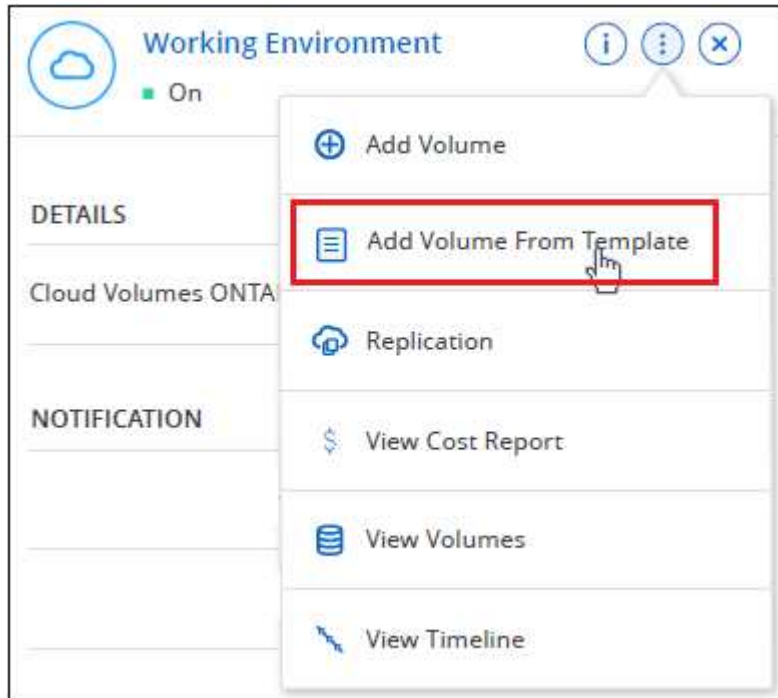 Working Environment
On
Add Volume
DETAILS
Add Volume From Template
Cloud Volumes ONTA
Replication
NOTIFICATION
$ View Cost Report
View Volumes
View Timeline